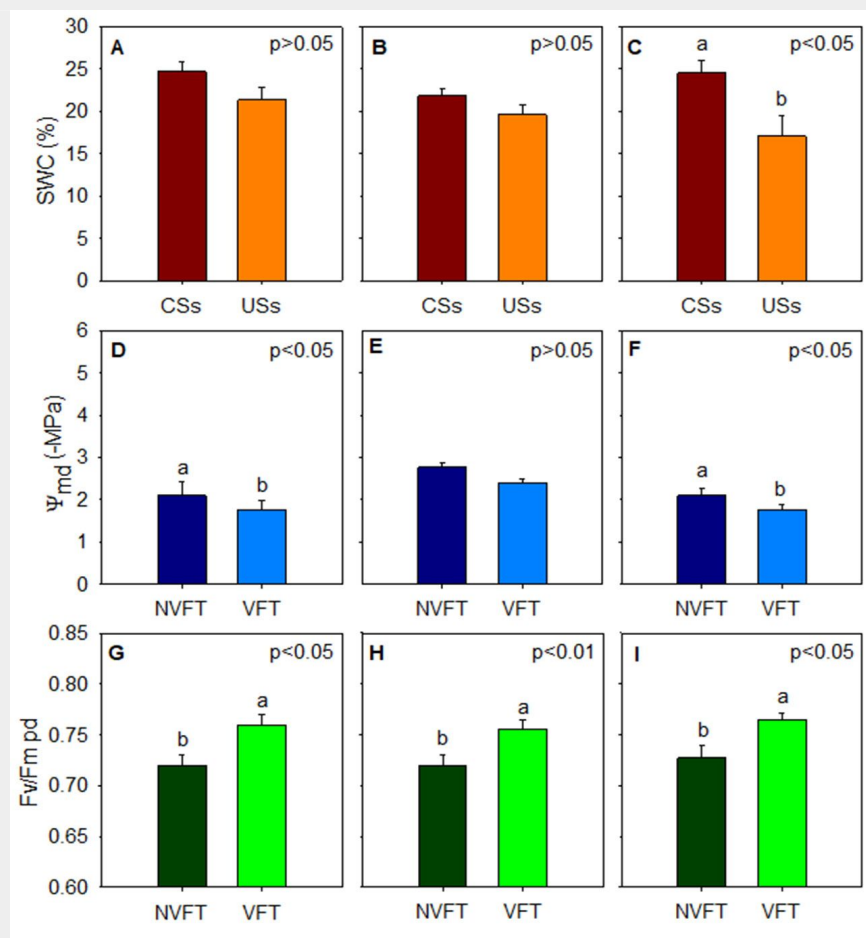 30
25
20
15
10
5
0
SWC (%)
A p>0.05
B p>0.05
C p<0.05
a
b
CSs USs
CSs USs
CSs USs
6
5
4
3
2
1
0
Ψmd (-MPa)
D p<0.05
E p>0.05
F p<0.05
a b
a b
NVFT VFT
NVFT VFT
NVFT VFT
0.85
0.80
0.75
0.70
0.65
0.60
Fv/Fm pd
G p<0.05
H p<0.01
I p<0.05
b a
b a
b a
NVFT VFT
NVFT VFT
NVFT VFT